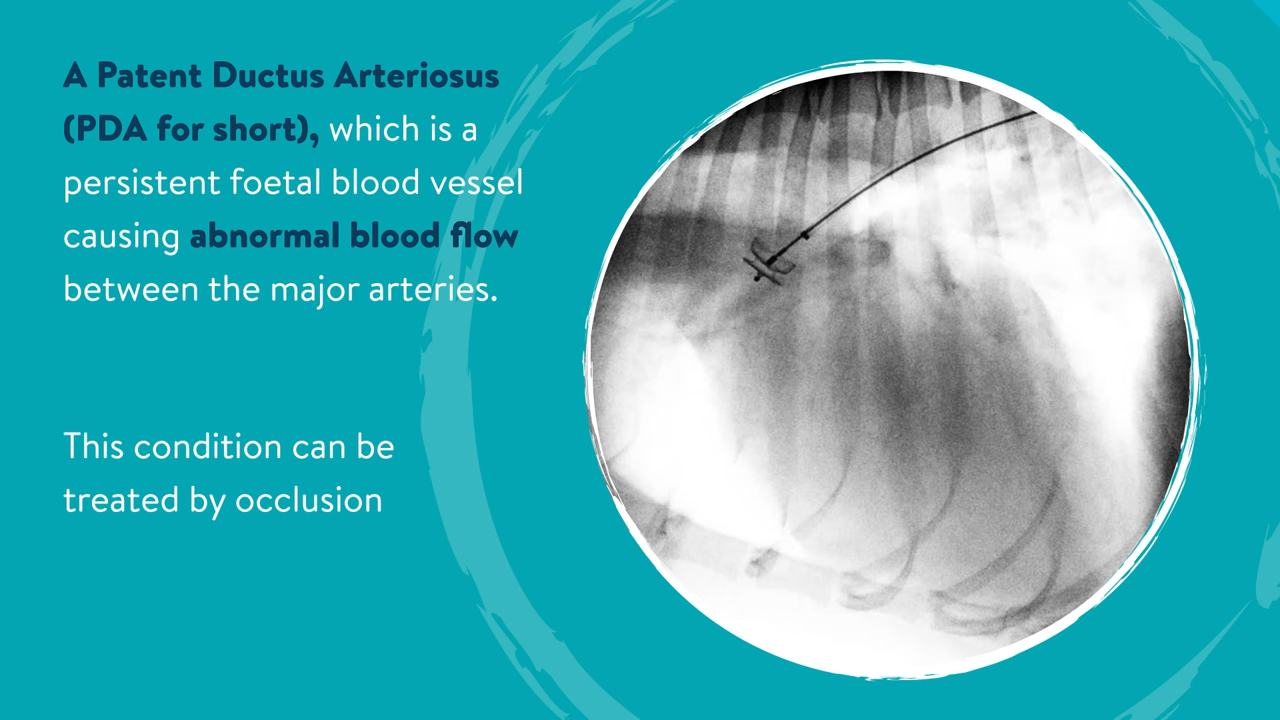 A Patent Ductus Arteriosus
(PDA for short), which is a
persistent foetal blood vessel
causing abnormal blood flow
between the major arteries.
This condition can be
treated by occlusion